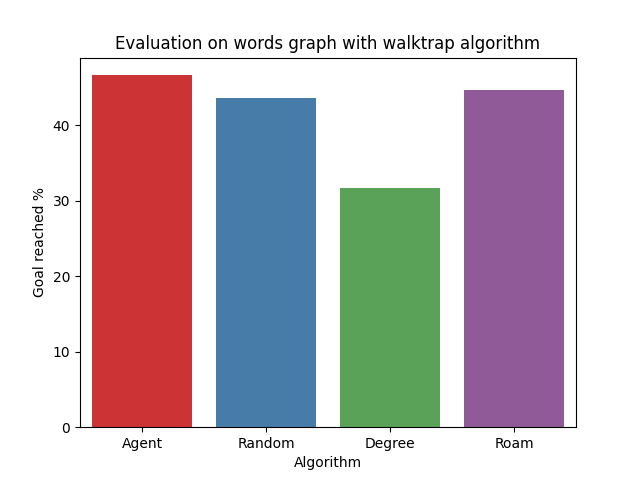 Evaluation on words graph with walktrap algorithm
Goal reached %
40
30
20
10
0
Agent Random Degree Roam
Algorithm